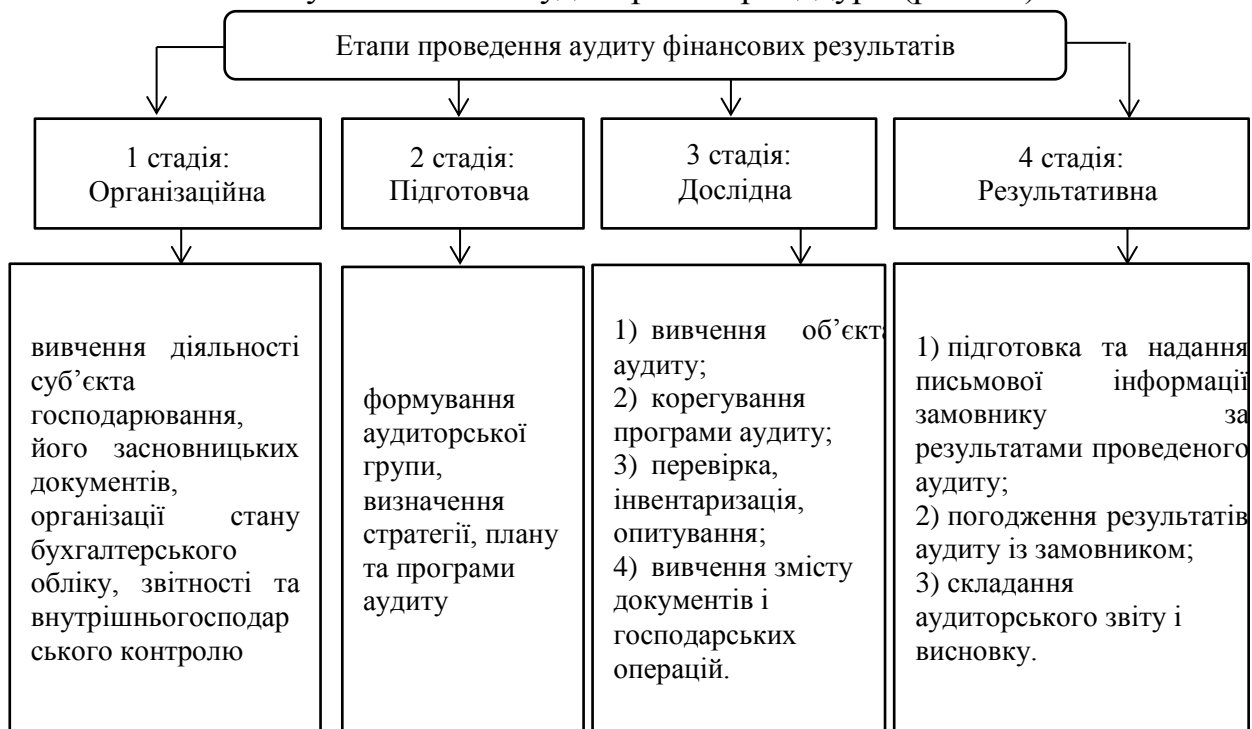 Етапи проведення аудиту фінансових результатів
1 стадія:
Організаційна
2 стадія:
Підготовча
3 стадія:
Дослідна
4 стадія:
Результативна
вивчення діяльності
суб’єкта
господарювання,
його засновницьких
документів,
організації стану
бухгалтерського
обліку, звітності та
внутрішньогосподар
ського контролю
формування
аудиторської
групи,
визначення
стратегії, плану
та програми
аудиту
1) вивчення об’єкта
аудиту;
2) корегування
програми аудиту;
3) перевірка,
інвентаризація,
опитування;
4) вивчення змісту
документів і
господарських
операцій.
1) підготовка та надання
письмової інформації
замовнику за
результатами проведеного
аудиту;
2) погодження результатів
аудиту із замовником;
3) складання
аудиторського звіту і
висновку.